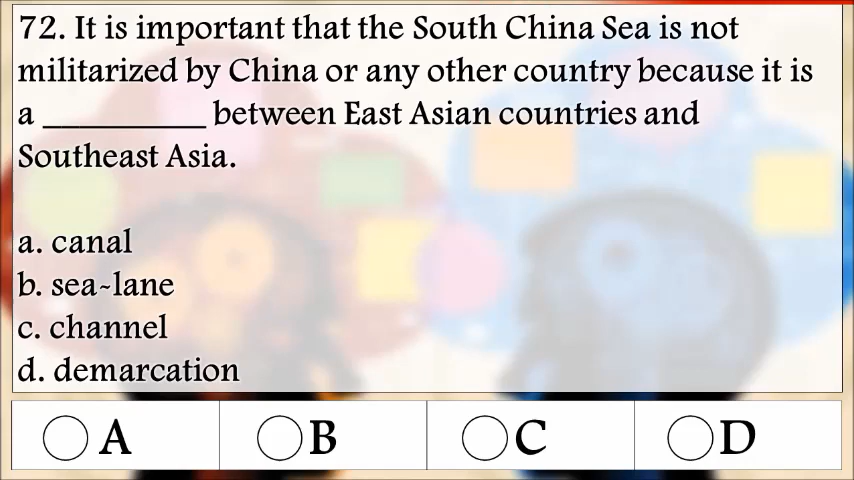 72. It is important that the South China Sea is not
militarized by China or any other country because it is
a __________ between East Asian countries and
Southeast Asia.
a. canal
b. sea-lane
c. channel
d. demarcation
A B C D